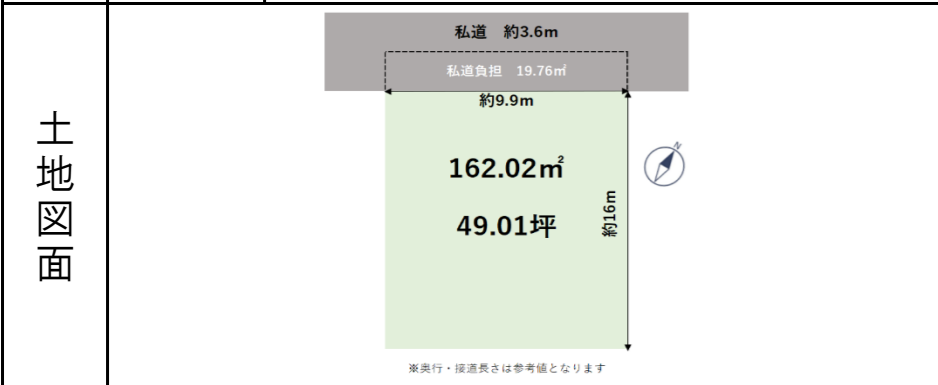 土地図面
私道　約3.6m
私道負担　19.76㎡
約9.9m
N
162.02㎡
約16m
49.01坪
※奥行・接道長さは参考値となります